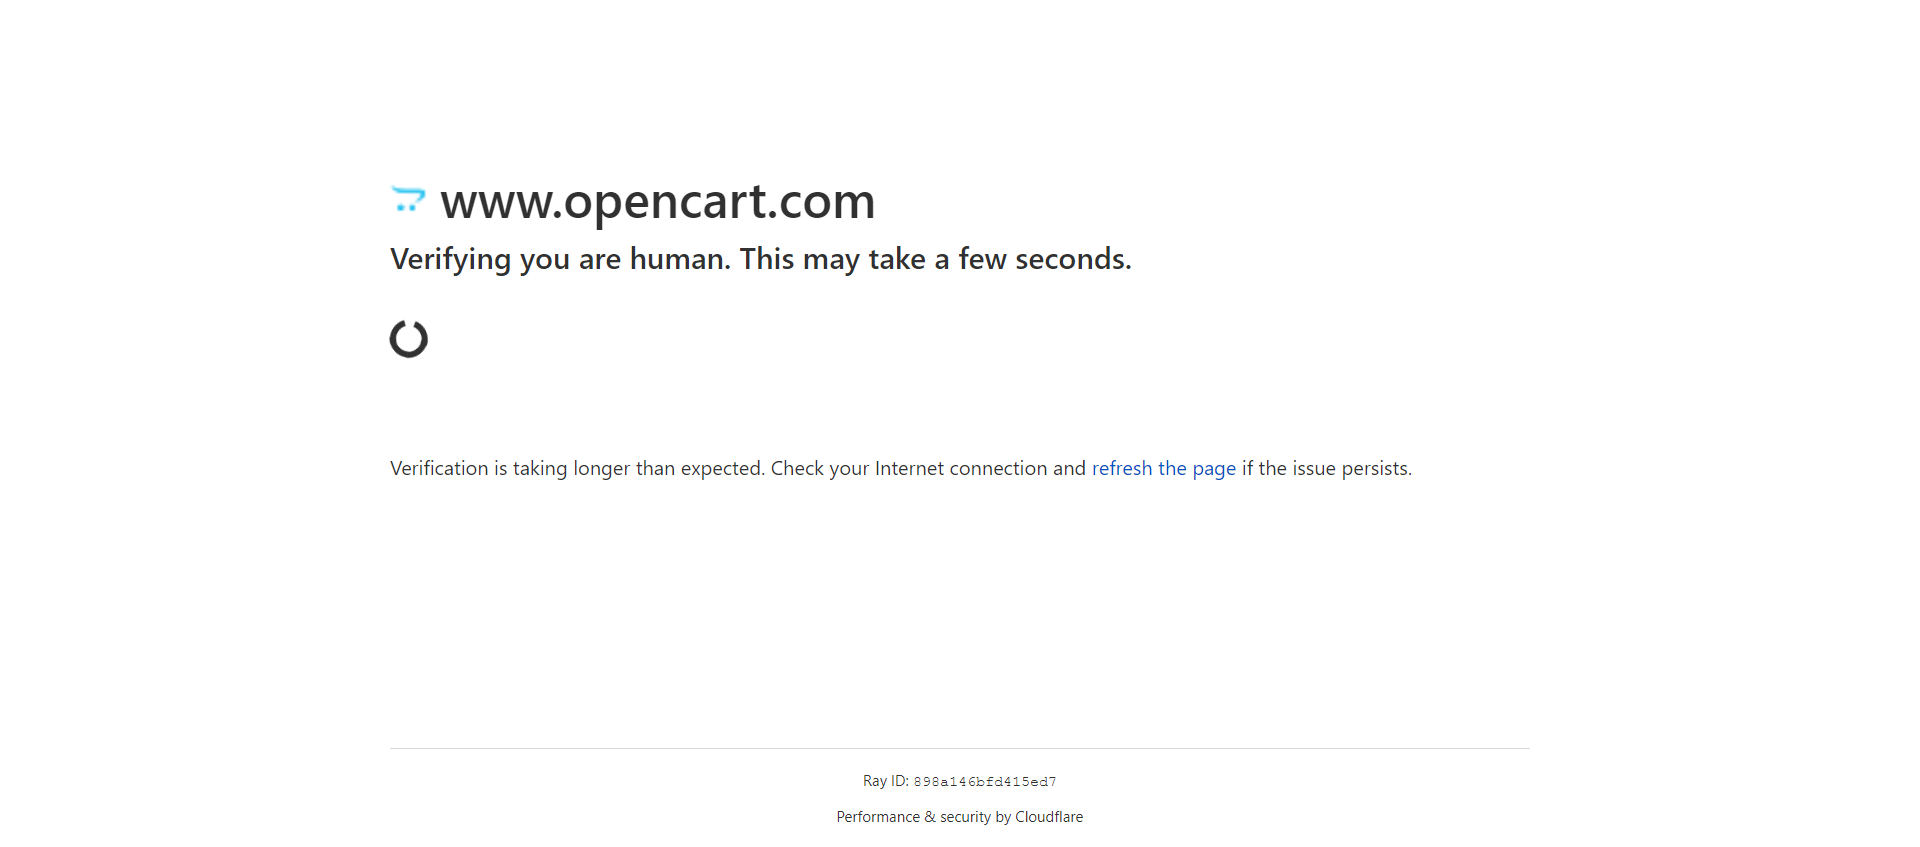 www.opencart.com
Verifying you are human. This may take a few seconds.
Verification is taking longer than expected. Check your Internet connection and refresh the page if the issue persists.
Ray ID: 898a146bfd415ed7
Performance & security by Cloudflare